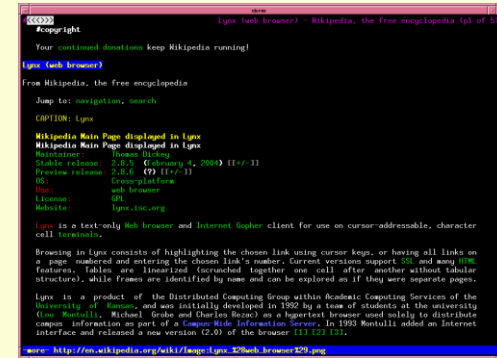 xterm
#[<<>>] Lynx (web browser) - Wikipedia, the free encyclopedia (p1 of 5)
#copyright
Your continued donations keep Wikipedia running!
Lynx (web browser)
From Wikipedia, the free encyclopedia
Jump to: navigation, search
CAPTION: Lynx
Wikipedia Main Page displayed in Lynx
Wikipedia Main Page displayed in Lynx
Maintainer: Thomas Dickey
Stable release: 2.8.5 (February 4, 2004) [[+/-]]
Preview release: 2.8.6 (?) [[+/-]]
OS: Cross-platform
Use: web browser
License: GPL
Website: lynx.isc.org
Lynx is a text-only Web browser and Internet Gopher client for use on cursor-addressable, character
cell terminals.
Browsing in Lynx consists of highlighting the chosen link using cursor keys, or having all links on
a page numbered and entering the chosen link's number. Current versions support SSL and many HTML
features. Tables are linearized (scrunched together one cell after another without tabular
structure), while frames are identified by name and can be explored as if they were separate pages.
Lynx is a product of the Distributed Computing Group within Academic Computing Services of the
University of Kansas, and was initially developed in 1992 by a team of students at the university
(Lou Montulli, Michael Grobe and Charles Rezac) as a hypertext browser used solely to distribute
campus information as part of a Campus-Wide Information Server. In 1993 Montulli added an Internet
interface and released a new version (2.0) of the browser [1] [2] [3].
-more- http://en.wikipedia.org/wiki/Image:Lynx_%28web_browser%29.png